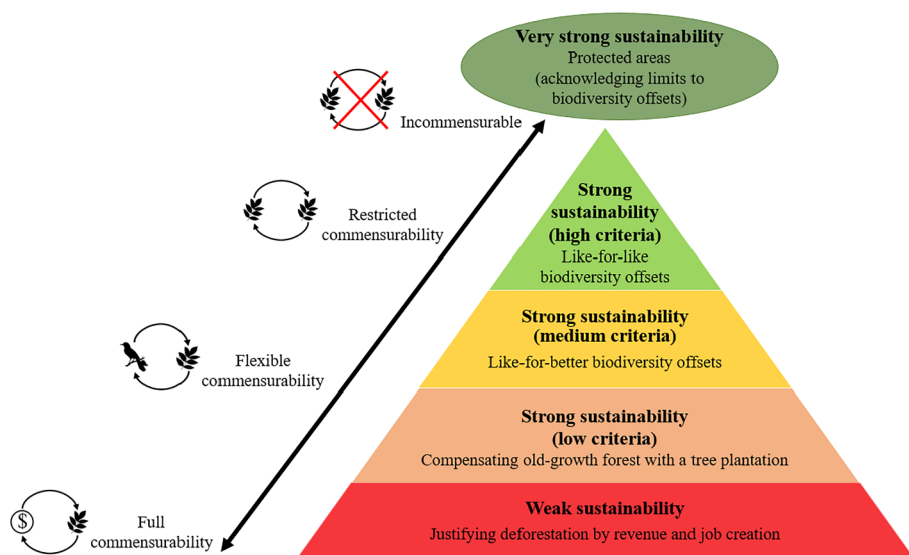 Very strong sustainability
Protected areas
(acknowledging limits to
biodiversity offsets)
Incommensurable
Strong
sustainability
(high criteria)
Like-for-like
biodiversity offsets
Restricted
commensurability
Strong sustainability
(medium criteria)
Like-for-better biodiversity offsets
Flexible
commensurability
Strong sustainability
(low criteria)
Compensating old-growth forest with a tree plantation
Weak sustainability
Justifying deforestation by revenue and job creation
$
Full
commensurability